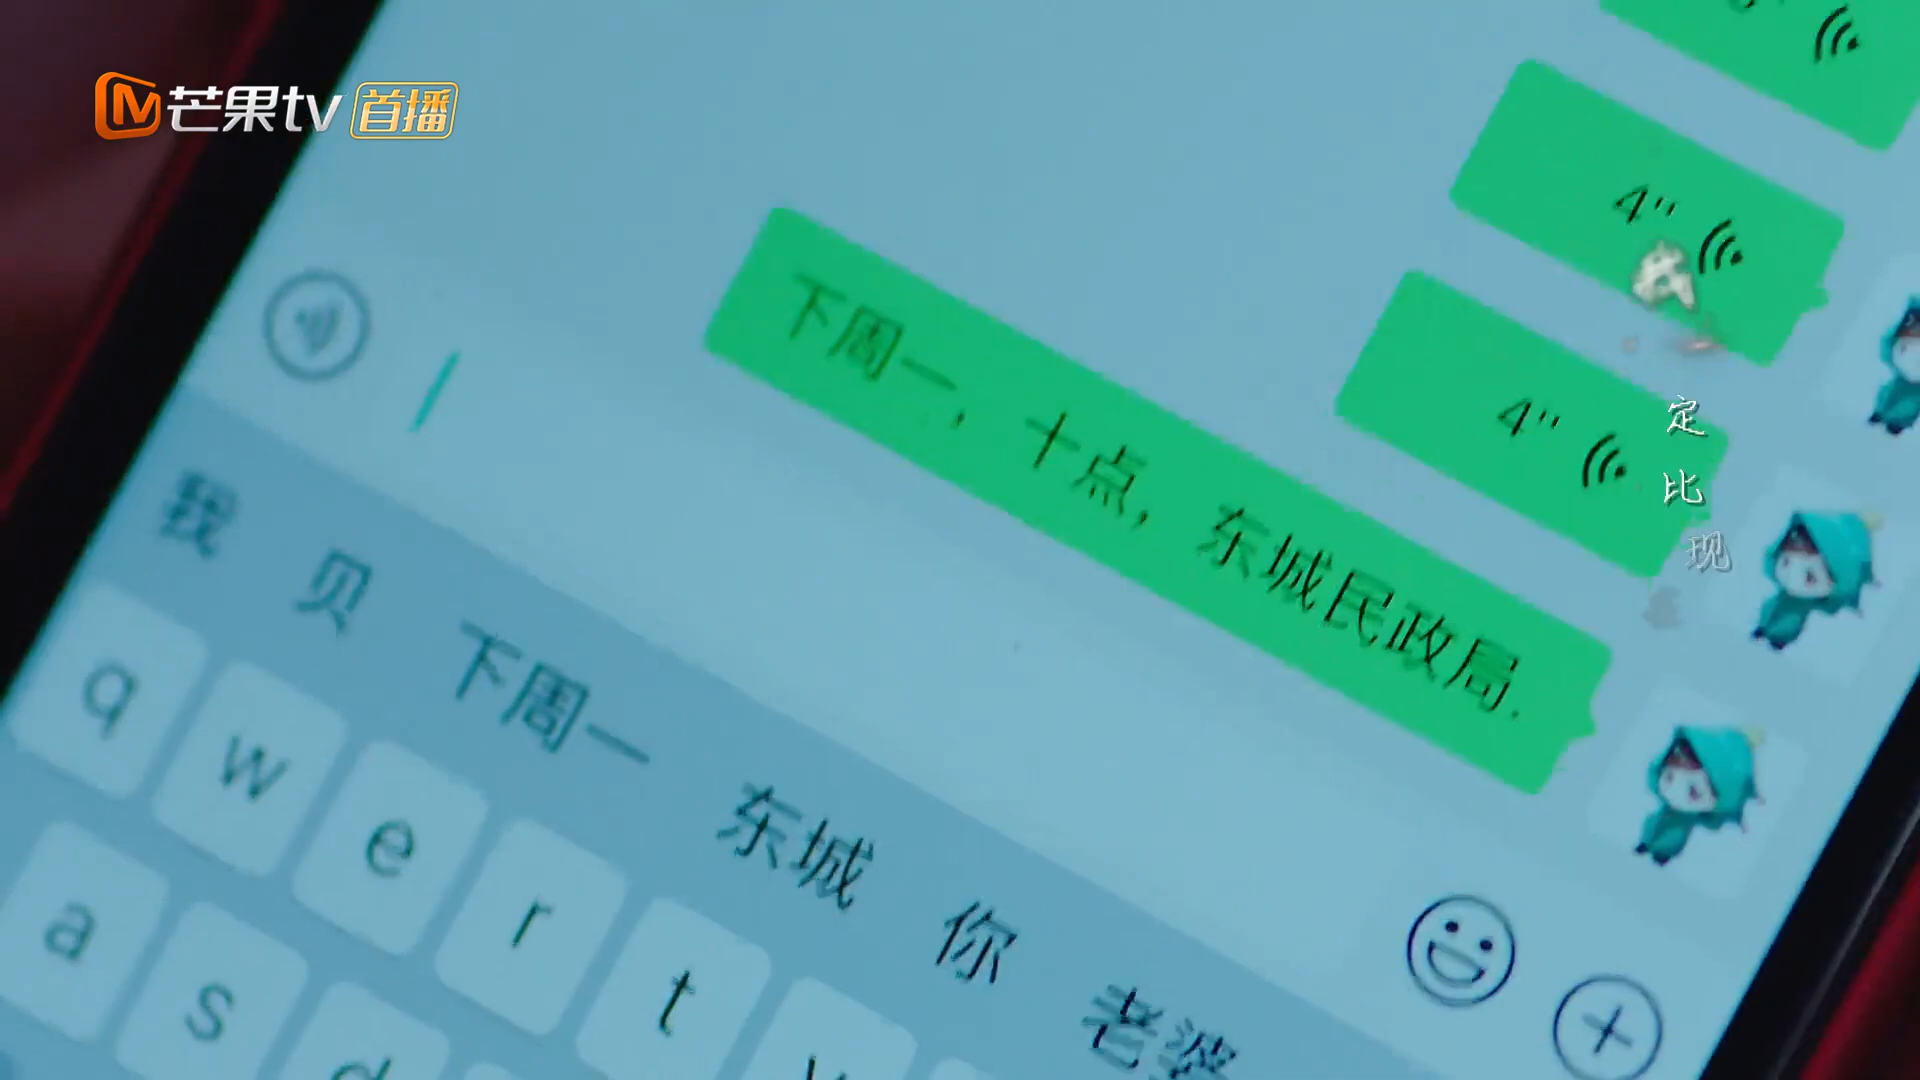 芒果tv 首播
4"
4"
下周一，十点，东城民政局.
定
比
现
我 贝 下周一 东城 你 老婆
q w e r t
a s d